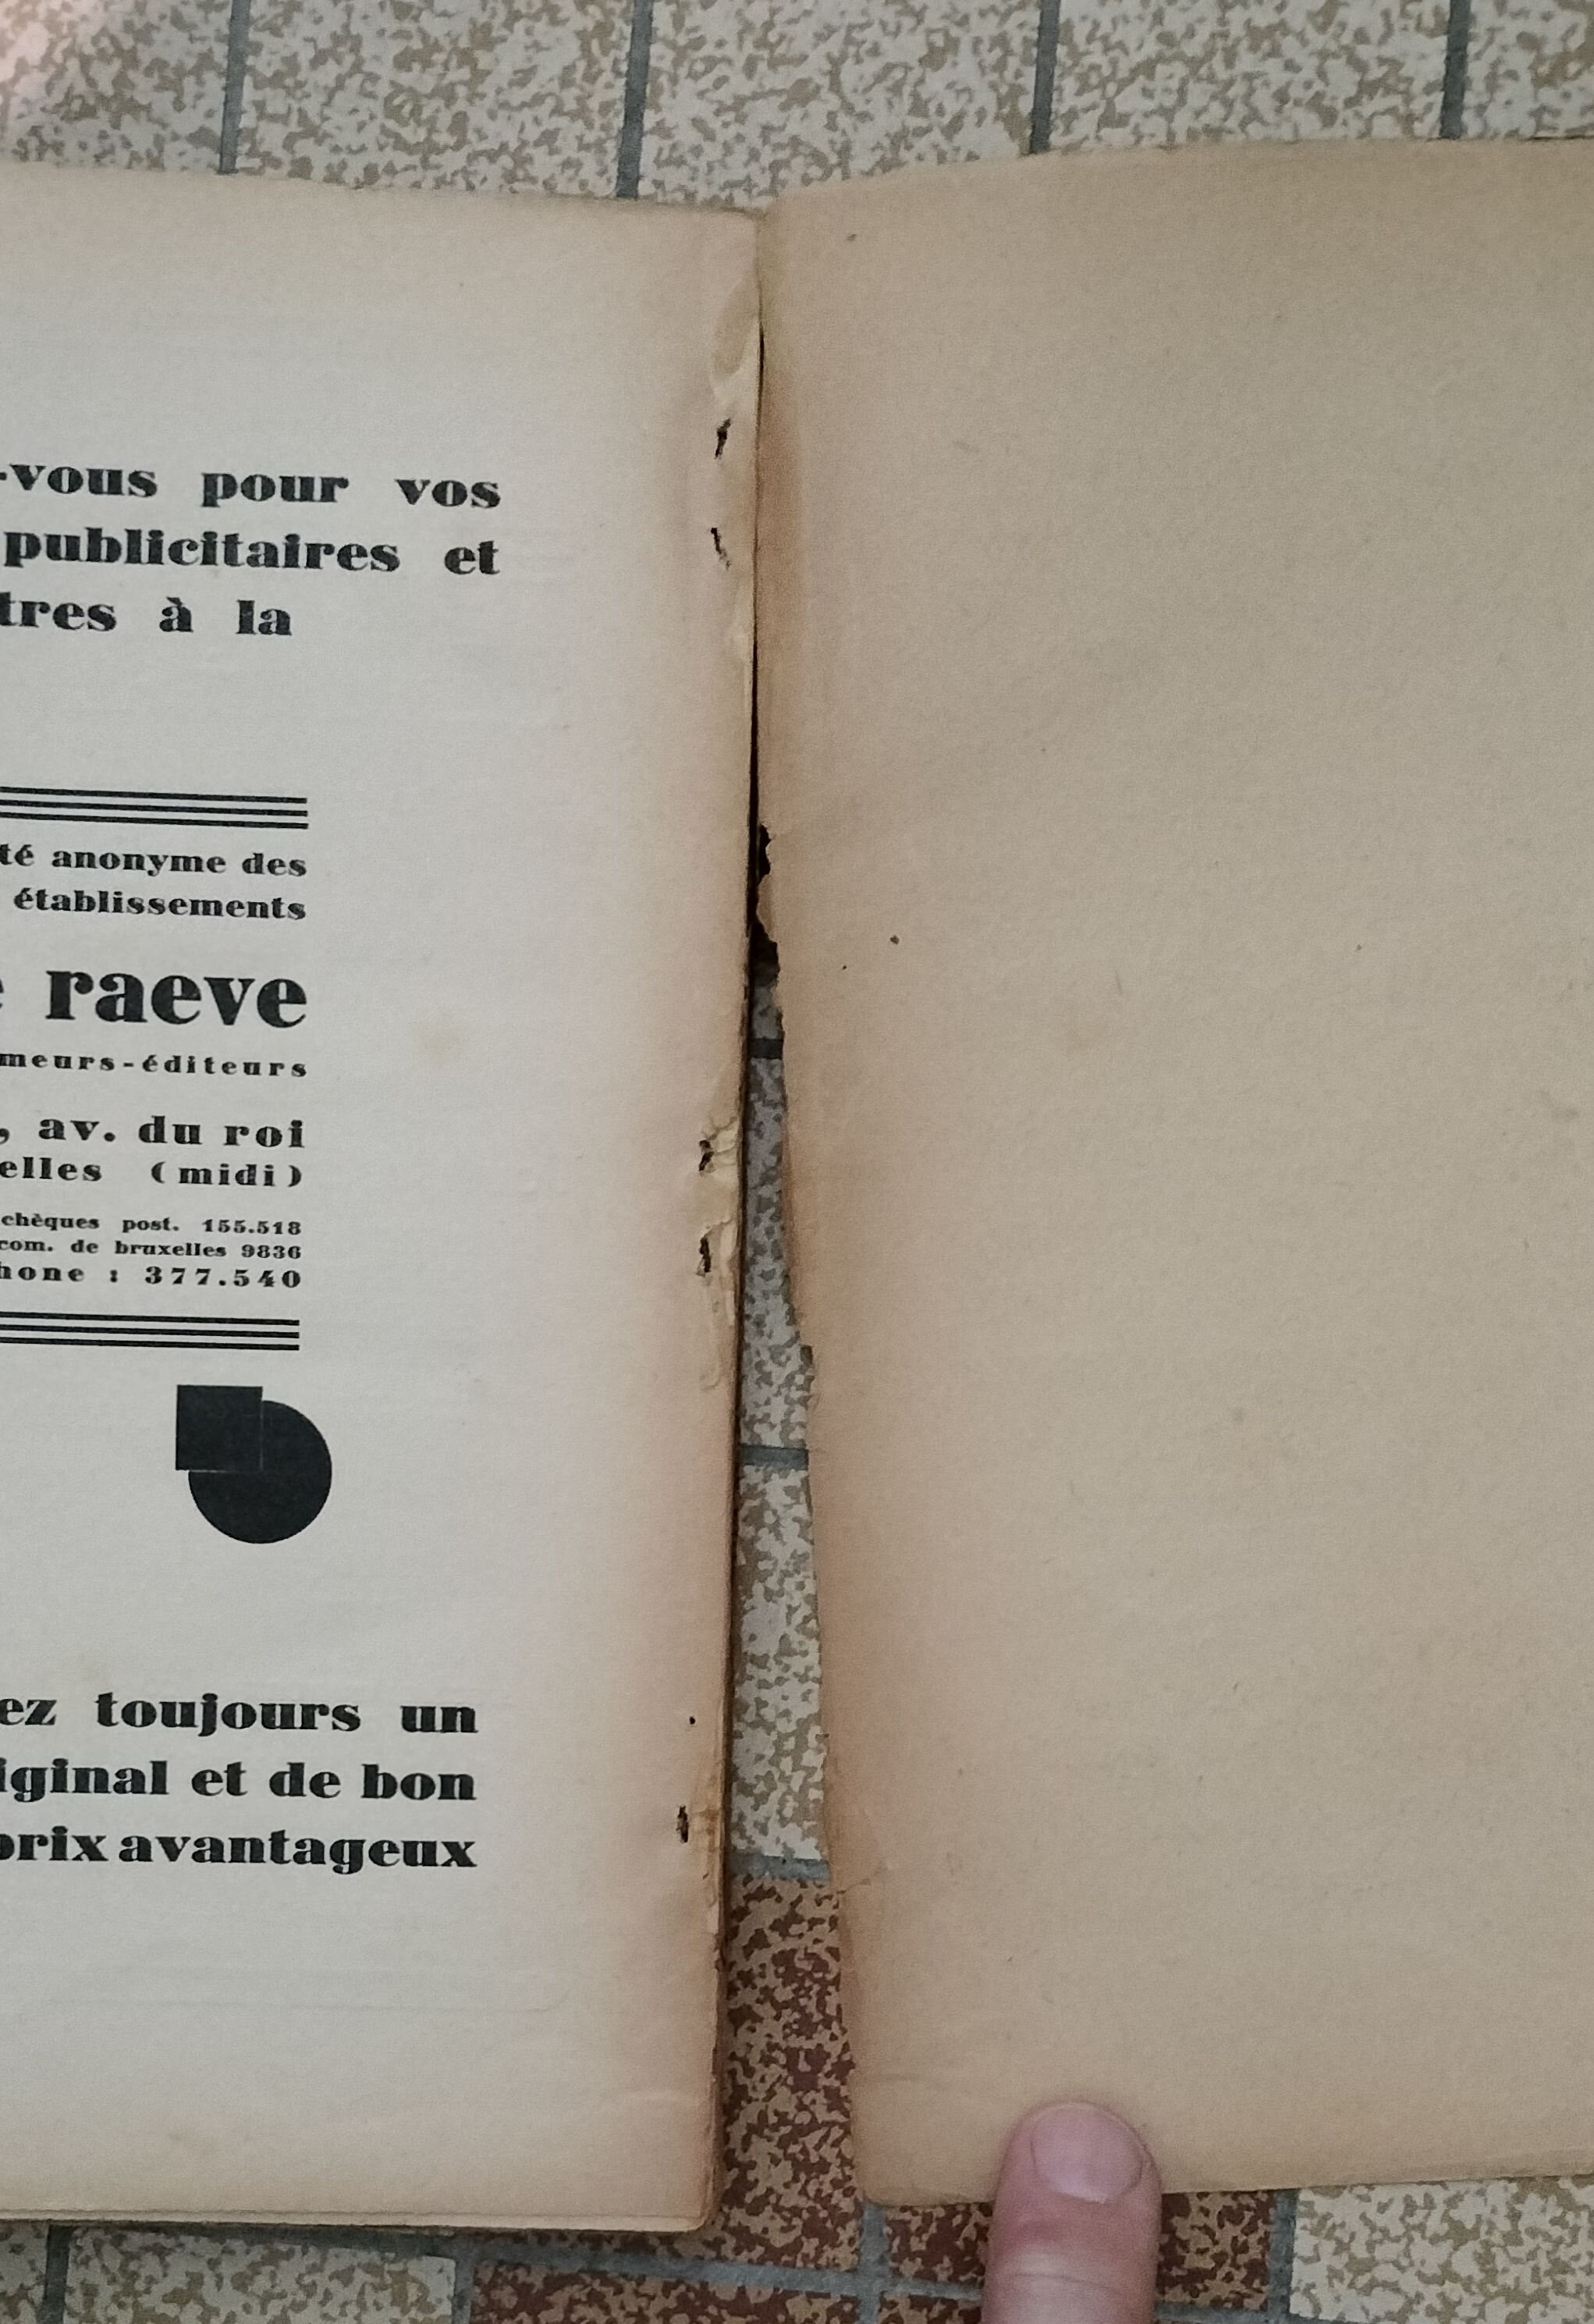 -vous pour vos
publicitaires et
tres à la
té anonyme des
établissements
e raeve
meurs-éditeurs
, av. du roi
elles (midi)
chèques post. 155.518
com. de bruxelles 9836
hone : 377.540
ez toujours un
iginal et de bon
prix avantageux